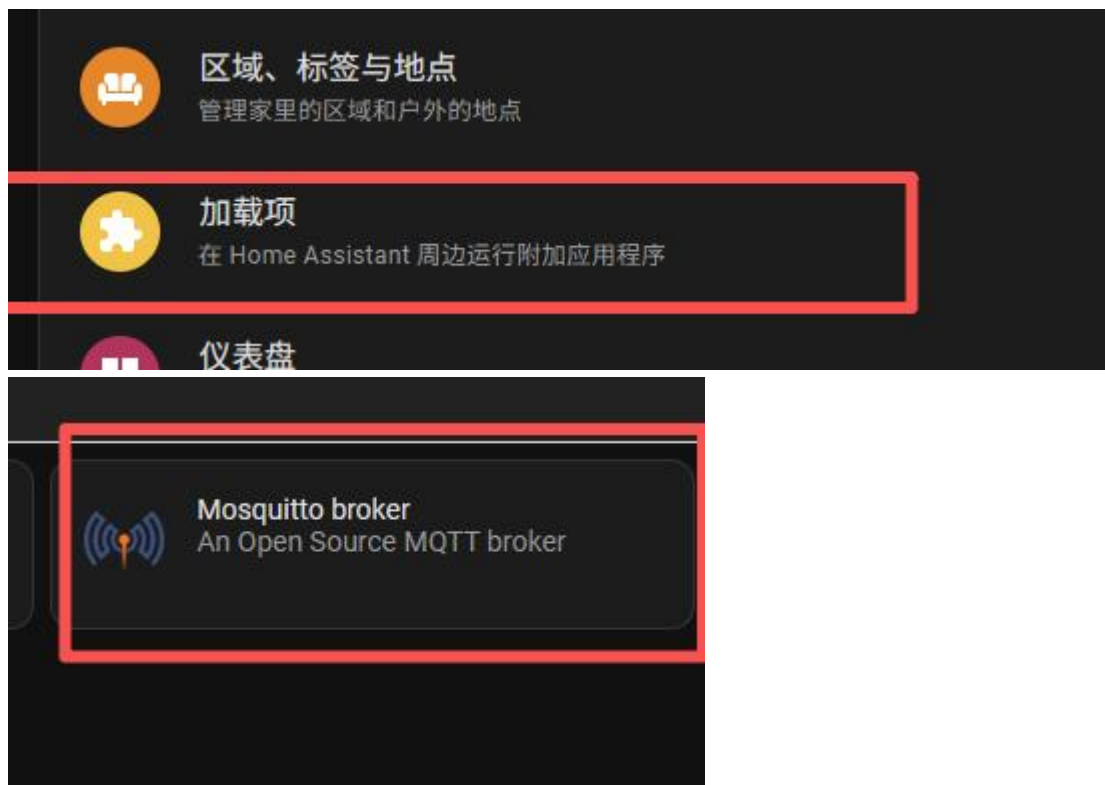 区域、标签与地点
管理家里的区域和户外的地点
加载项
在 Home Assistant 周边运行附加应用程序
仪表盘
Mosquitto broker
An Open Source MQTT broker